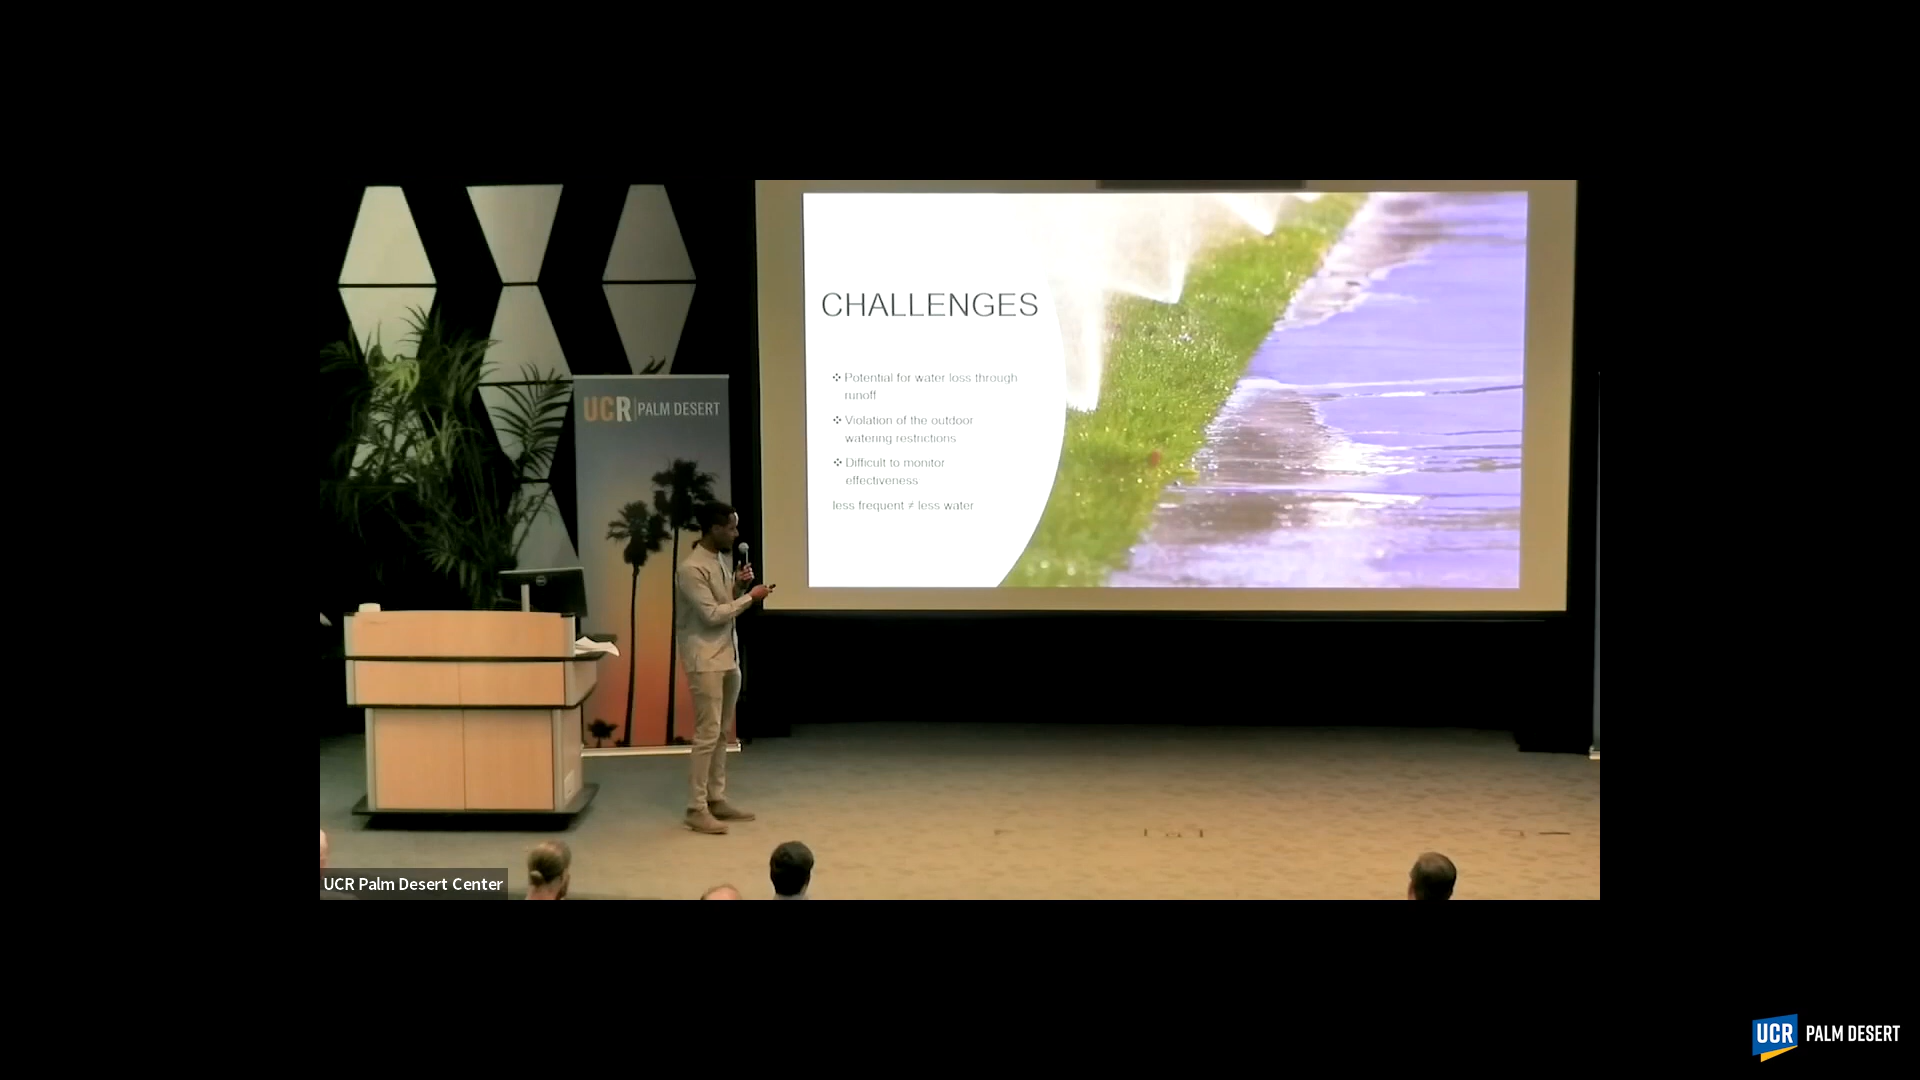 CHALLENGES
❖ Potential for water loss through
runoff
❖ Violation of the outdoor
watering restrictions
❖ Difficult to monitor
effectiveness
less frequent ≠ less water
UCR PALM DESERT
UCR Palm Desert Center
UCR PALM DESERT